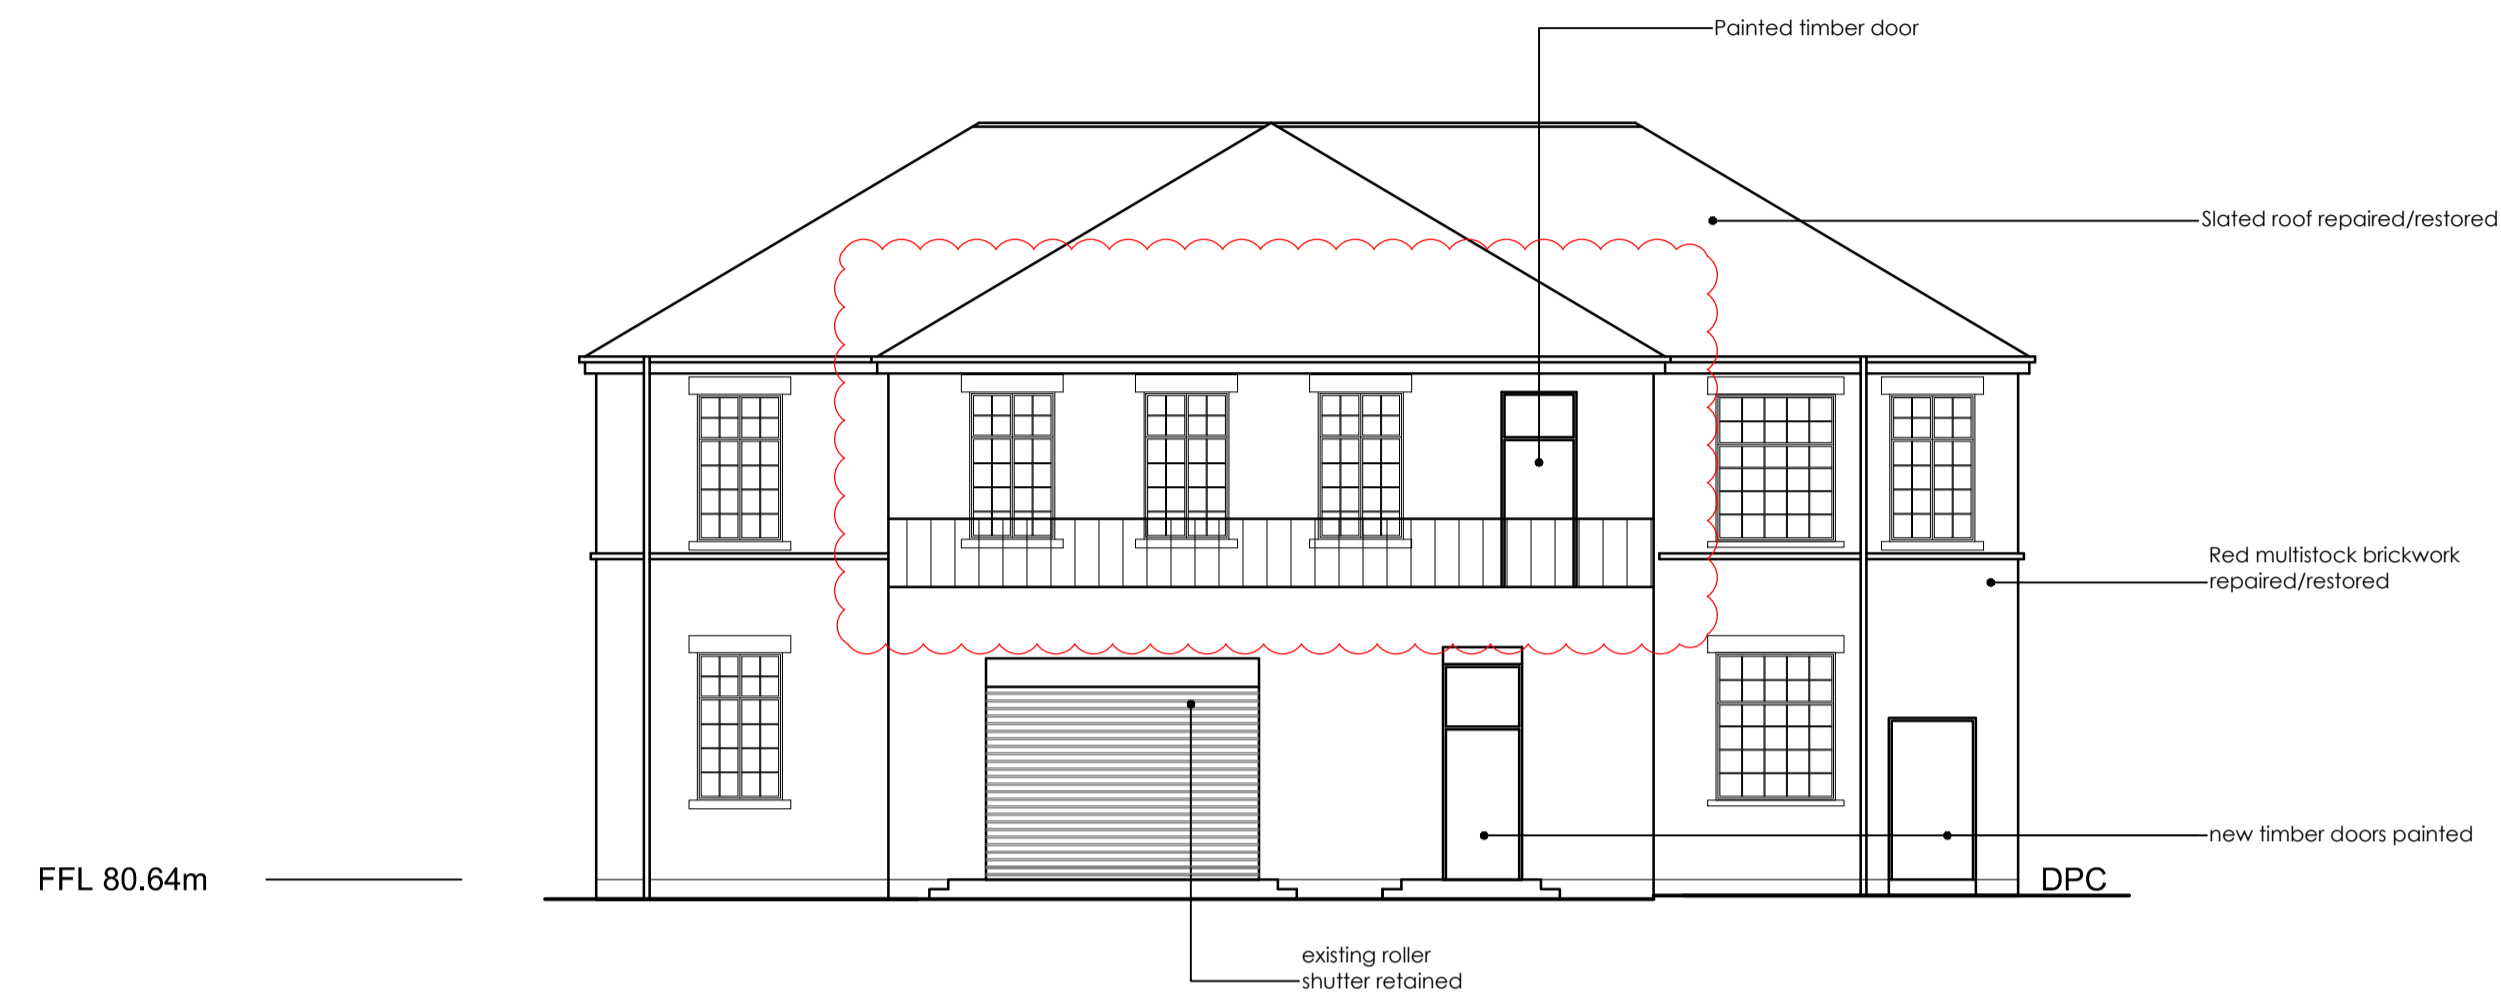 Painted timber door
Slated roof repaired/restored
Red multistock brickwork
repaired/restored
new timber doors painted
FFL 80.64m
DPC
existing roller
shutter retained